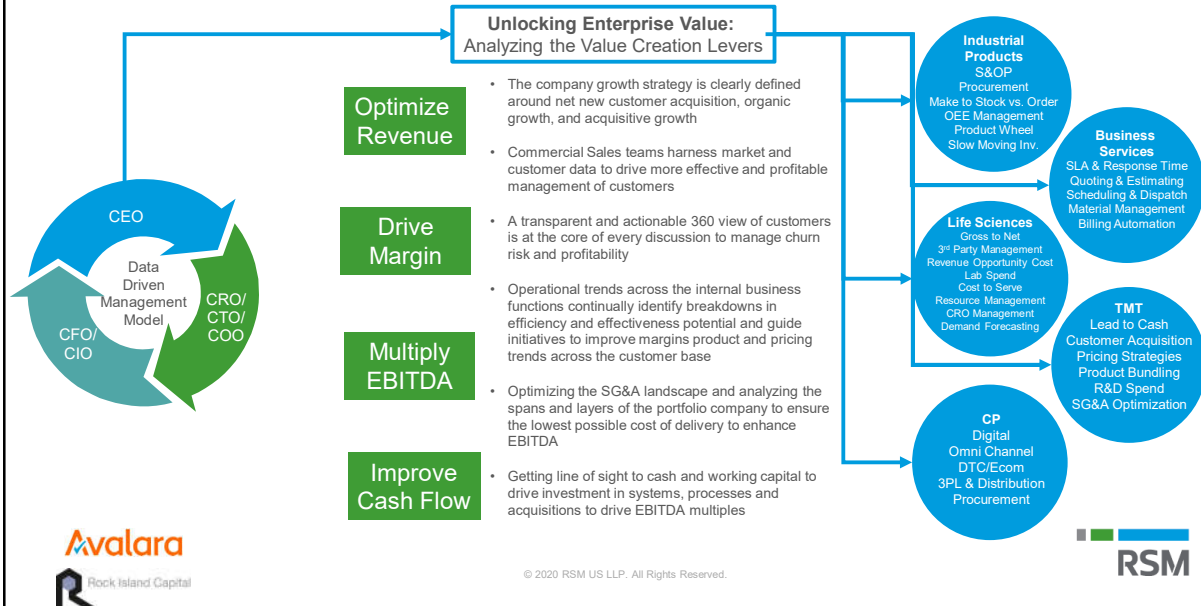 Unlocking Enterprise Value:
Analyzing the Value Creation Levers
CEO
Data
Driven
Management
Model
CRO/
CTO/
COO
CFO/
CIO
Optimize
Revenue
Drive
Margin
Multiply
EBITDA
Improve
Cash Flow
• The company growth strategy is clearly defined
around net new customer acquisition, organic
growth, and acquisitive growth
• Commercial Sales teams harness market and
customer data to drive more effective and profitable
management of customers
• A transparent and actionable 360 view of customers
is at the core of every discussion to manage churn
risk and profitability
• Operational trends across the internal business
functions continually identify breakdowns in
efficiency and effectiveness potential and guide
initiatives to improve margins product and pricing
trends across the customer base
• Optimizing the SG&A landscape and analyzing the
spans and layers of the portfolio company to ensure
the lowest possible cost of delivery to enhance
EBITDA
• Getting line of sight to cash and working capital to
drive investment in systems, processes and
acquisitions to drive EBITDA multiples
Industrial
Products
S&OP
Procurement
Make to Stock vs. Order
OEE Management
Product Wheel
Slow Moving Inv.
Business
Services
SLA & Response Time
Quoting & Estimating
Scheduling & Dispatch
Material Management
Billing Automation
Life Sciences
Gross to Net
3rd Party Management
Revenue Opportunity Cost
Lab Spend
Cost to Serve
Resource Management
CRO Management
Demand Forecasting
TMT
Lead to Cash
Customer Acquisition
Pricing Strategies
Product Bundling
R&D Spend
SG&A Optimization
CP
Digital
Omni Channel
DTC/Ecom
3PL & Distribution
Procurement
Avalara
Rock Island Capital
© 2020 RSM US LLP. All Rights Reserved.
RSM